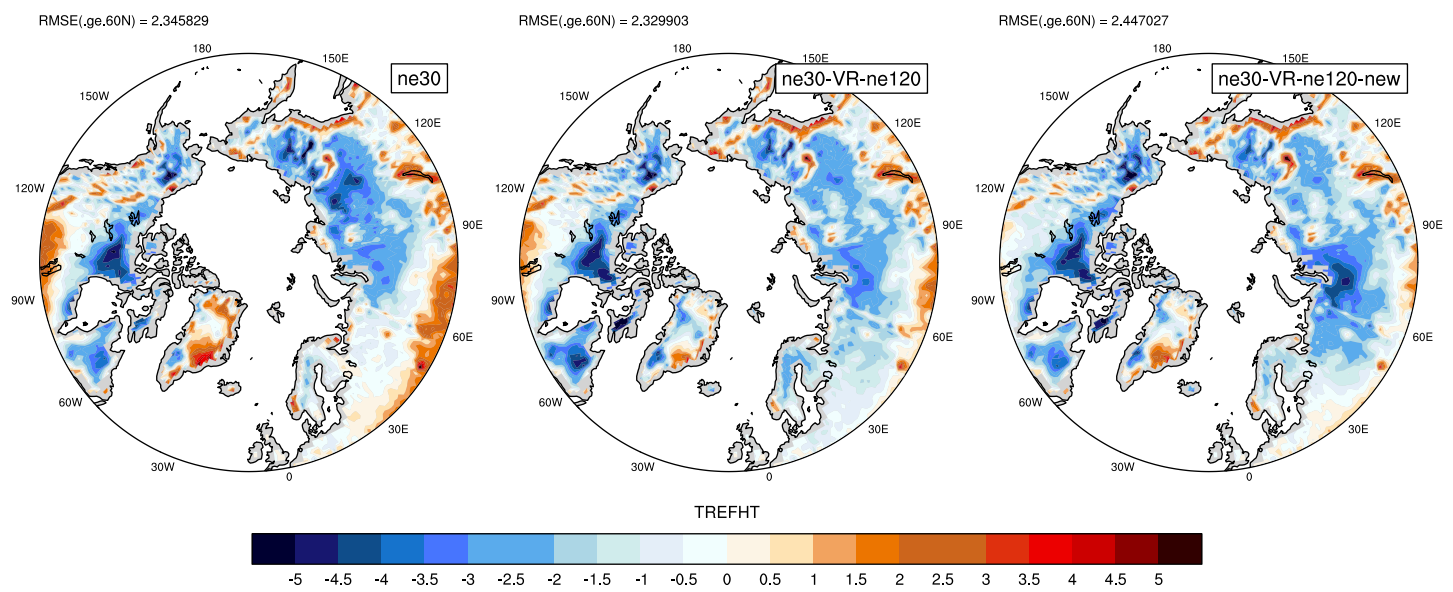 RMSE(.ge.60N) = 2.345829
RMSE(.ge.60N) = 2.329903
RMSE(.ge.60N) = 2.447027
ne30
ne30-VR-ne120
ne30-VR-ne120-new
180
150E
120E
90E
60E
30E
0
30W
60W
90W
120W
150W
180
150E
120E
90E
60E
30E
0
30W
60W
90W
120W
150W
180
150E
120E
90E
60E
30E
0
30W
60W
90W
120W
150W
TREFHT
-5 -4.5 -4 -3.5 -3 -2.5 -2 -1.5 -1 -0.5 0 0.5 1 1.5 2 2.5 3 3.5 4 4.5 5